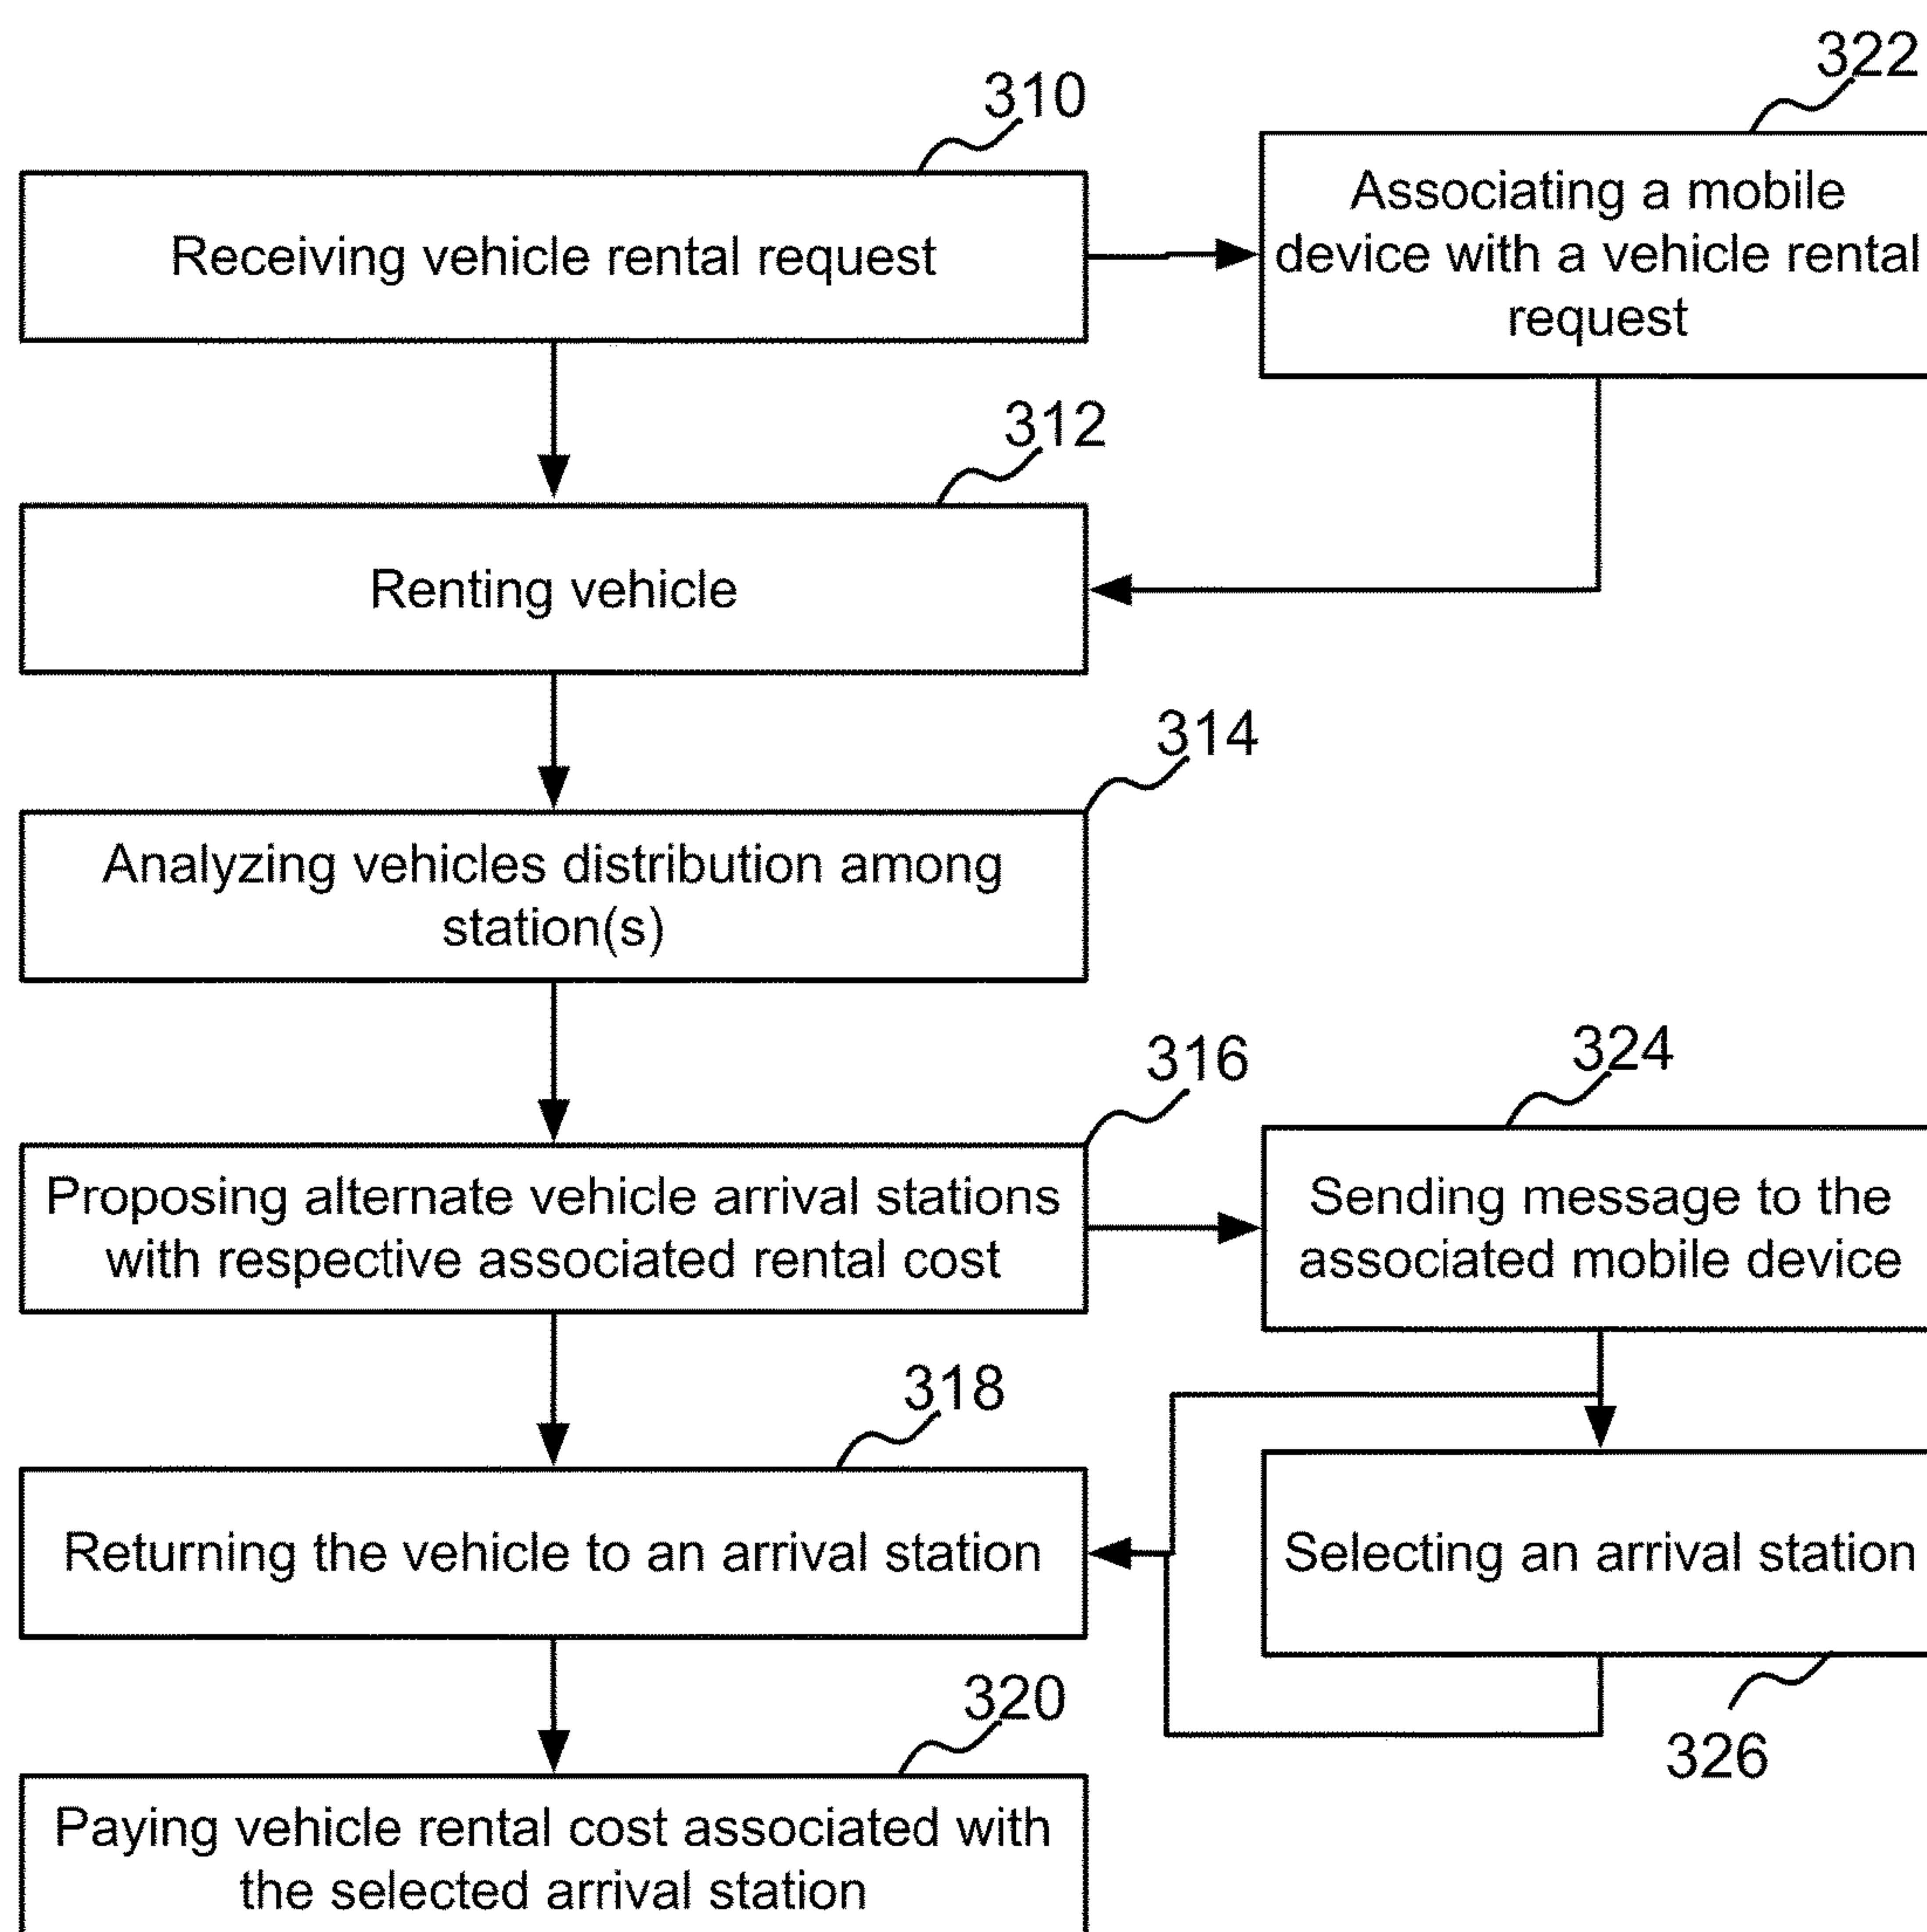 322
310
Associating a mobile
device with a vehicle rental
request
Receiving vehicle rental request
312
Renting vehicle
314
Analyzing vehicles distribution among
station(s)
316
324
Proposing alternate vehicle arrival stations
with respective associated rental cost
Sending message to the
associated mobile device
318
Returning the vehicle to an arrival station
Selecting an arrival station
320
326
Paying vehicle rental cost associated with
the selected arrival station